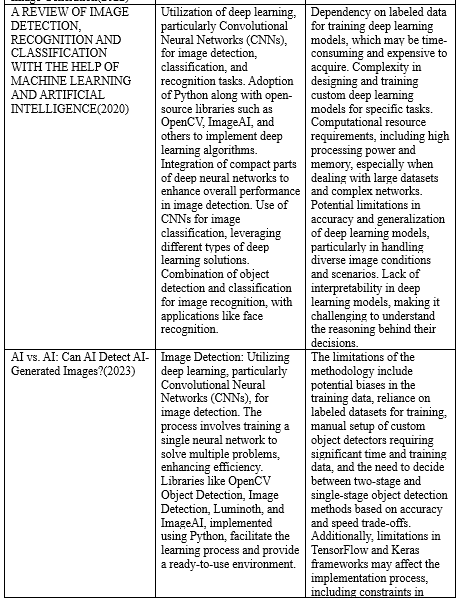 A REVIEW OF IMAGE
DETECTION,
RECOGNITION AND
CLASSIFICATION
WITH THE HELP OF
MACHINE LEARNING
AND ARTIFICIAL
INTELLIGENCE(2020)
Utilization of deep learning,
particularly Convolutional
Neural Networks (CNNs),
for image detection,
classification, and
recognition tasks. Adoption
of Python along with open-
source libraries such as
OpenCV, ImageAI, and
others to implement deep
learning algorithms.
Integration of compact parts
of deep neural networks to
enhance overall performance
in image detection. Use of
CNNs for image
classification, leveraging
different types of deep
learning solutions.
Combination of object
detection and classification
for image recognition, with
applications like face
recognition.
Dependency on labeled data
for training deep learning
models, which may be time-
consuming and expensive to
acquire. Complexity in
designing and training
custom deep learning
models for specific tasks.
Computational resource
requirements, including high
processing power and
memory, especially when
dealing with large datasets
and complex networks.
Potential limitations in
accuracy and generalization
of deep learning models,
particularly in handling
diverse image conditions
and scenarios. Lack of
interpretability in deep
learning models, making it
challenging to understand
the reasoning behind their
decisions.
AI vs. AI: Can AI Detect AI-
Generated Images?(2023)
Image Detection: Utilizing
deep learning, particularly
Convolutional Neural
Networks (CNNs), for
image detection. The
process involves training a
single neural network to
solve multiple problems,
enhancing efficiency.
Libraries like OpenCV
Object Detection, Image
Detection, Luminoth, and
ImageAI, implemented
using Python, facilitate the
learning process and provide
a ready-to-use environment.
The limitations of the
methodology include
potential biases in the
training data, reliance on
labeled datasets for training,
manual setup of custom
object detectors requiring
significant time and training
data, and the need to decide
between two-stage and
single-stage object detection
methods based on accuracy
and speed trade-offs.
Additionally, limitations in
TensorFlow and Keras
frameworks may affect the
implementation process,
including constraints in